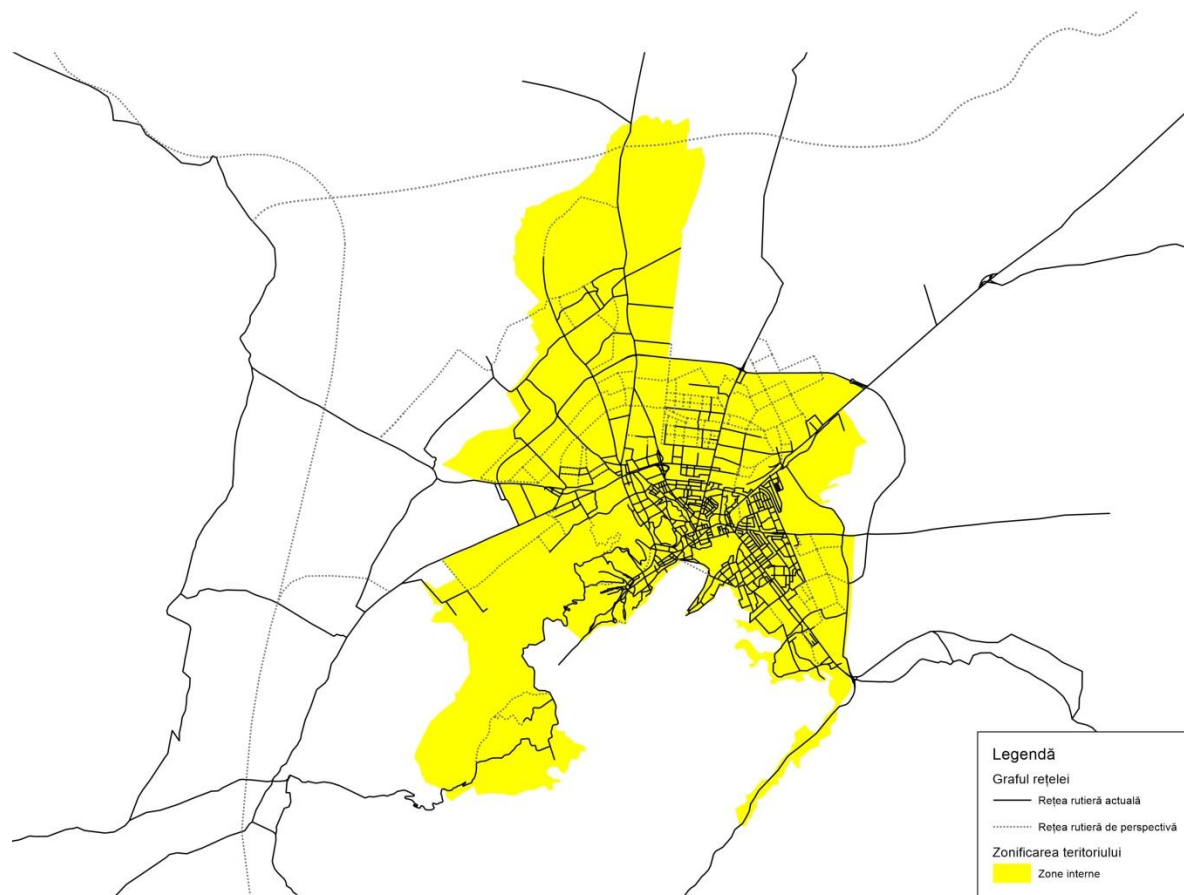 Legendă
Graful rețelei
Rețea rutieră actuală
Rețea rutieră de perspectivă
Zonificarea teritoriului
Zone interne